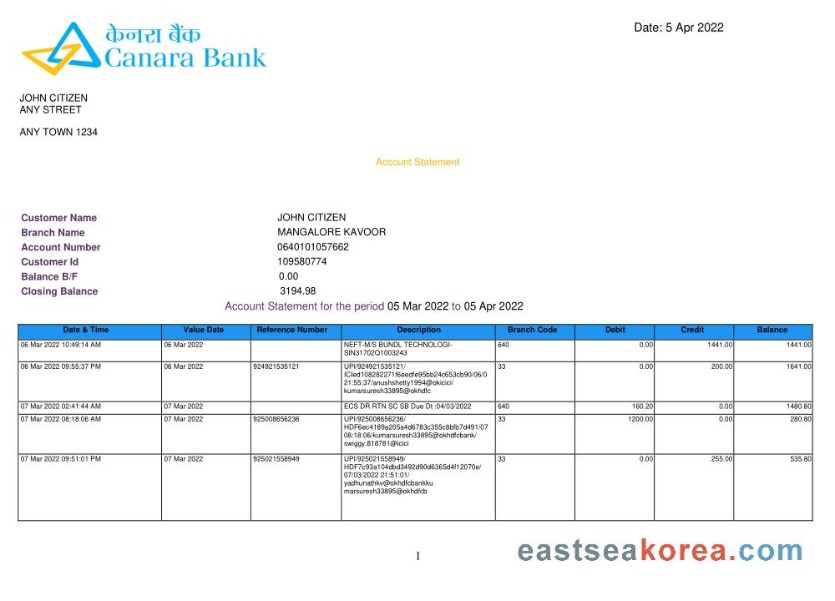 केनरा बैंक
Canara Bank
Date: 5 Apr 2022
JOHN CITIZEN
ANY STREET
ANY TOWN 1234
Account Statement
Customer Name JOHN CITIZEN
Branch Name MANGALORE KAVOOR
Account Number 0640101057662
Customer Id 109580774
Balance B/F 0.00
Closing Balance 3194.98
Account Statement for the period 05 Mar 2022 to 05 Apr 2022
Date & Time Value Date Reference Number Description Branch Code Debit Credit Balance
06 Mar 2022 10:49:14 AM 06 Mar 2022 NEFT-M/S BUNDL TECHNOLOGI- 640 0.00 1441.00 1441.00
SIN31702Q1003243
06 Mar 2022 09:55:37 PM 06 Mar 2022 924921535121 UPI/924921535121/ 33 0.00 200.00 1641.00
ICIed108282271f6eedfe95bb24c653cb90/06/0
21:55:37/anushshetty1994@okicici/
kumarsuresh33895@okhdfc
07 Mar 2022 02:41:44 AM 07 Mar 2022 ECS DR RTN SC SB Due Dt :04/03/2022 640 160.20 0.00 1480.80
07 Mar 2022 08:18:06 AM 07 Mar 2022 925008656236 UPI/925008656236/ 33 1200.00 0.00 280.80
HDF6ec4189a205a4d6783c355c8bfb7d491/07
08:18:06/kumarsuresh33895@okhdfcbank/
swiggy.818781@icici
07 Mar 2022 09:51:01 PM 07 Mar 2022 925021558949 UPI/925021558949/ 33 0.00 255.00 535.80
HDF7c93a104dbd3492d90d6365d4f12070e/
07/03/2022 21:51:01/
yadhunathkv@okhdfcbankku
marsuresh33895@okhdfcb
1
eastseakorea.com